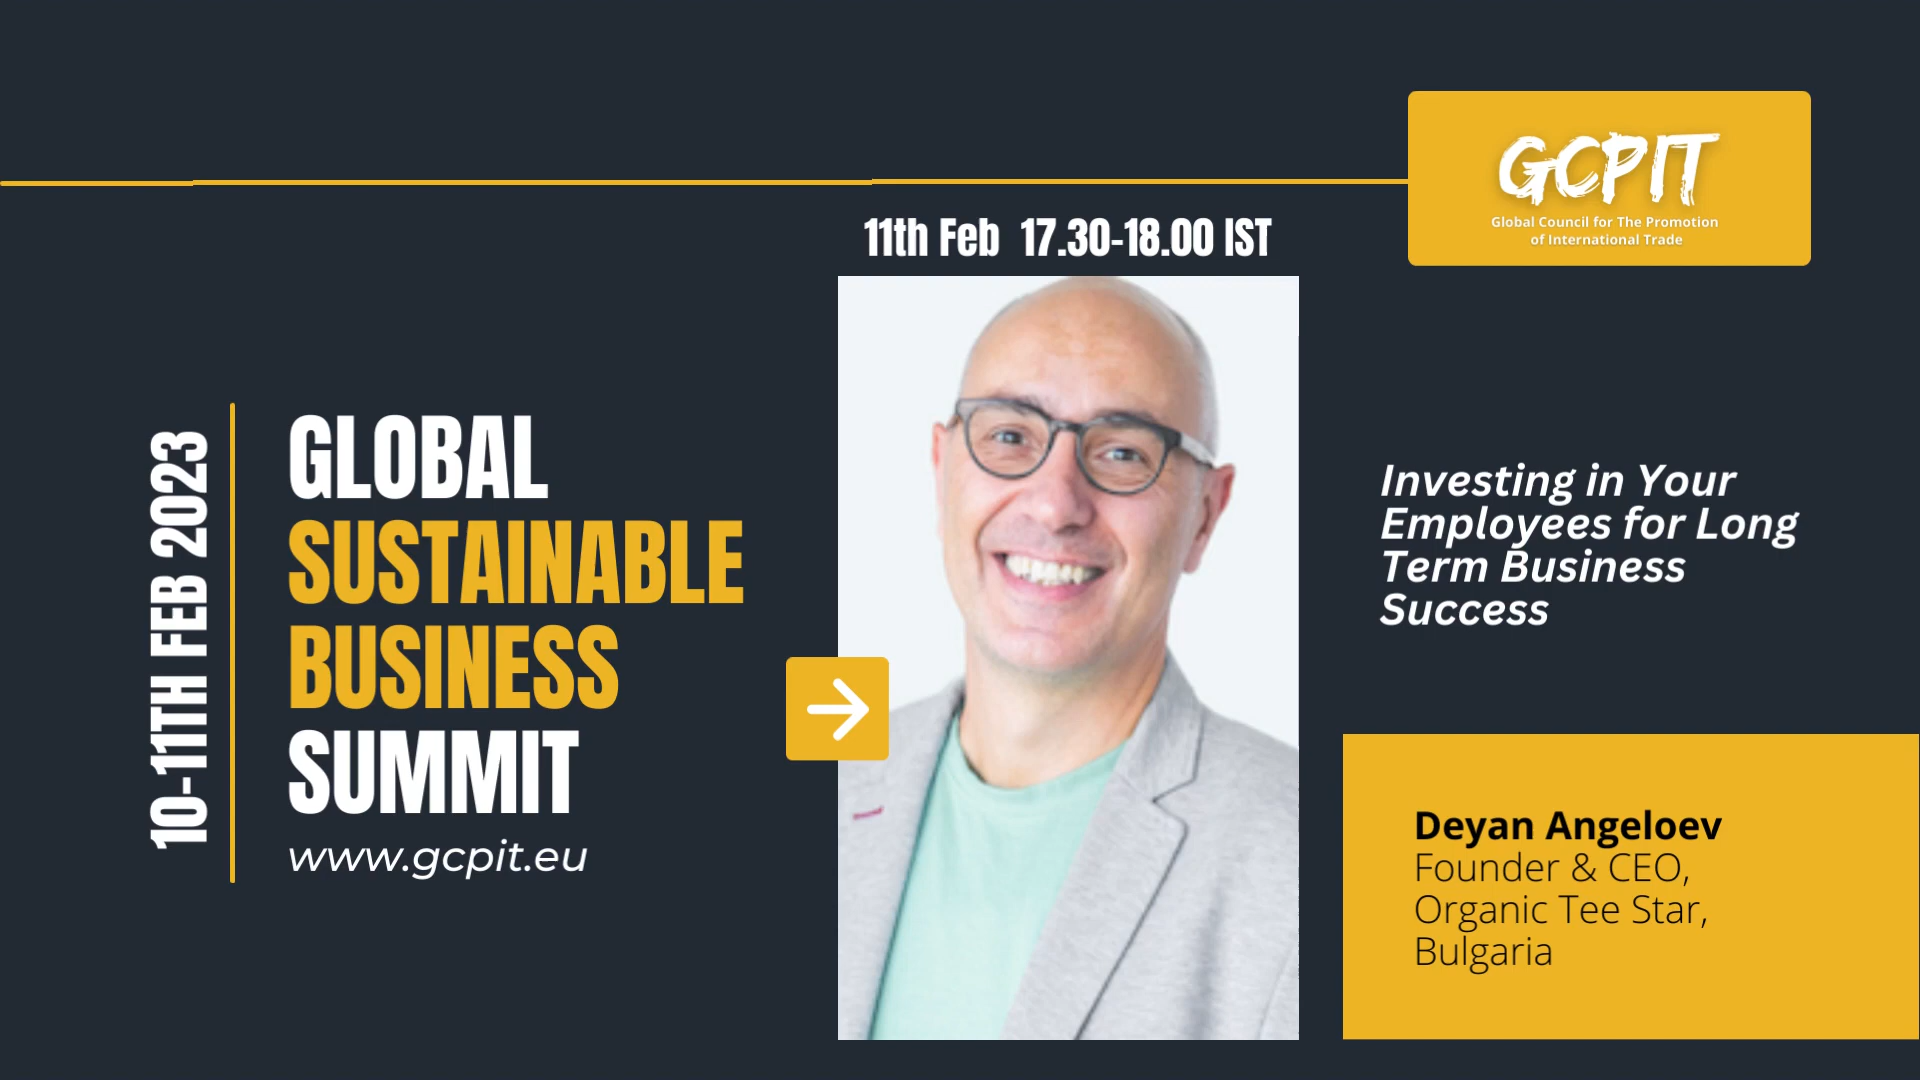 GCPIT
Global Council for The Promotion
of International Trade
11th Feb 17.30-18.00 IST
10-11TH FEB 2023
GLOBAL
SUSTAINABLE
BUSINESS
SUMMIT
www.gcpit.eu
Investing in Your
Employees for Long
Term Business
Success
Deyan Angeloev
Founder & CEO,
Organic Tee Star,
Bulgaria